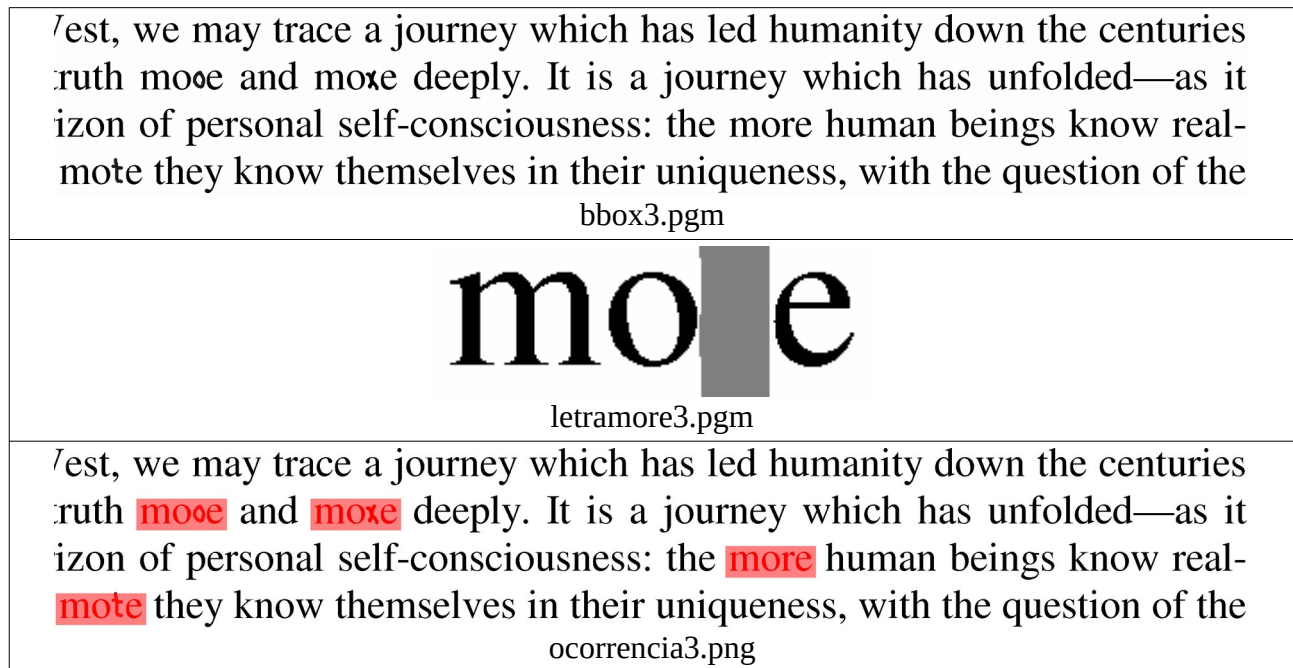 /est, we may trace a journey which has led humanity down the centuries
ruth mooe and moxe deeply. It is a journey which has unfolded—as it
izon of personal self-consciousness: the more human beings know real-
mote they know themselves in their uniqueness, with the question of the
bbox3.pgm
mo e
letramore3.pgm
/est, we may trace a journey which has led humanity down the centuries
ruth mooe and moxe deeply. It is a journey which has unfolded—as it
izon of personal self-consciousness: the more human beings know real-
mote they know themselves in their uniqueness, with the question of the
ocorrencia3.png